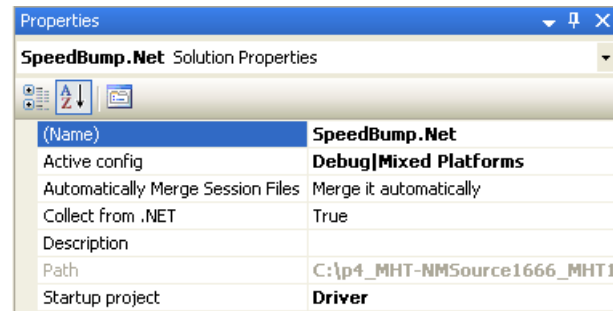 Properties
SpeedBump.Net Solution Properties
(Name) SpeedBump.Net
Active config Debug|Mixed Platforms
Automatically Merge Session Files Merge it automatically
Collect from .NET True
Description
Path C:\p4_MHT-NMSource1666_MHT1
Startup project Driver